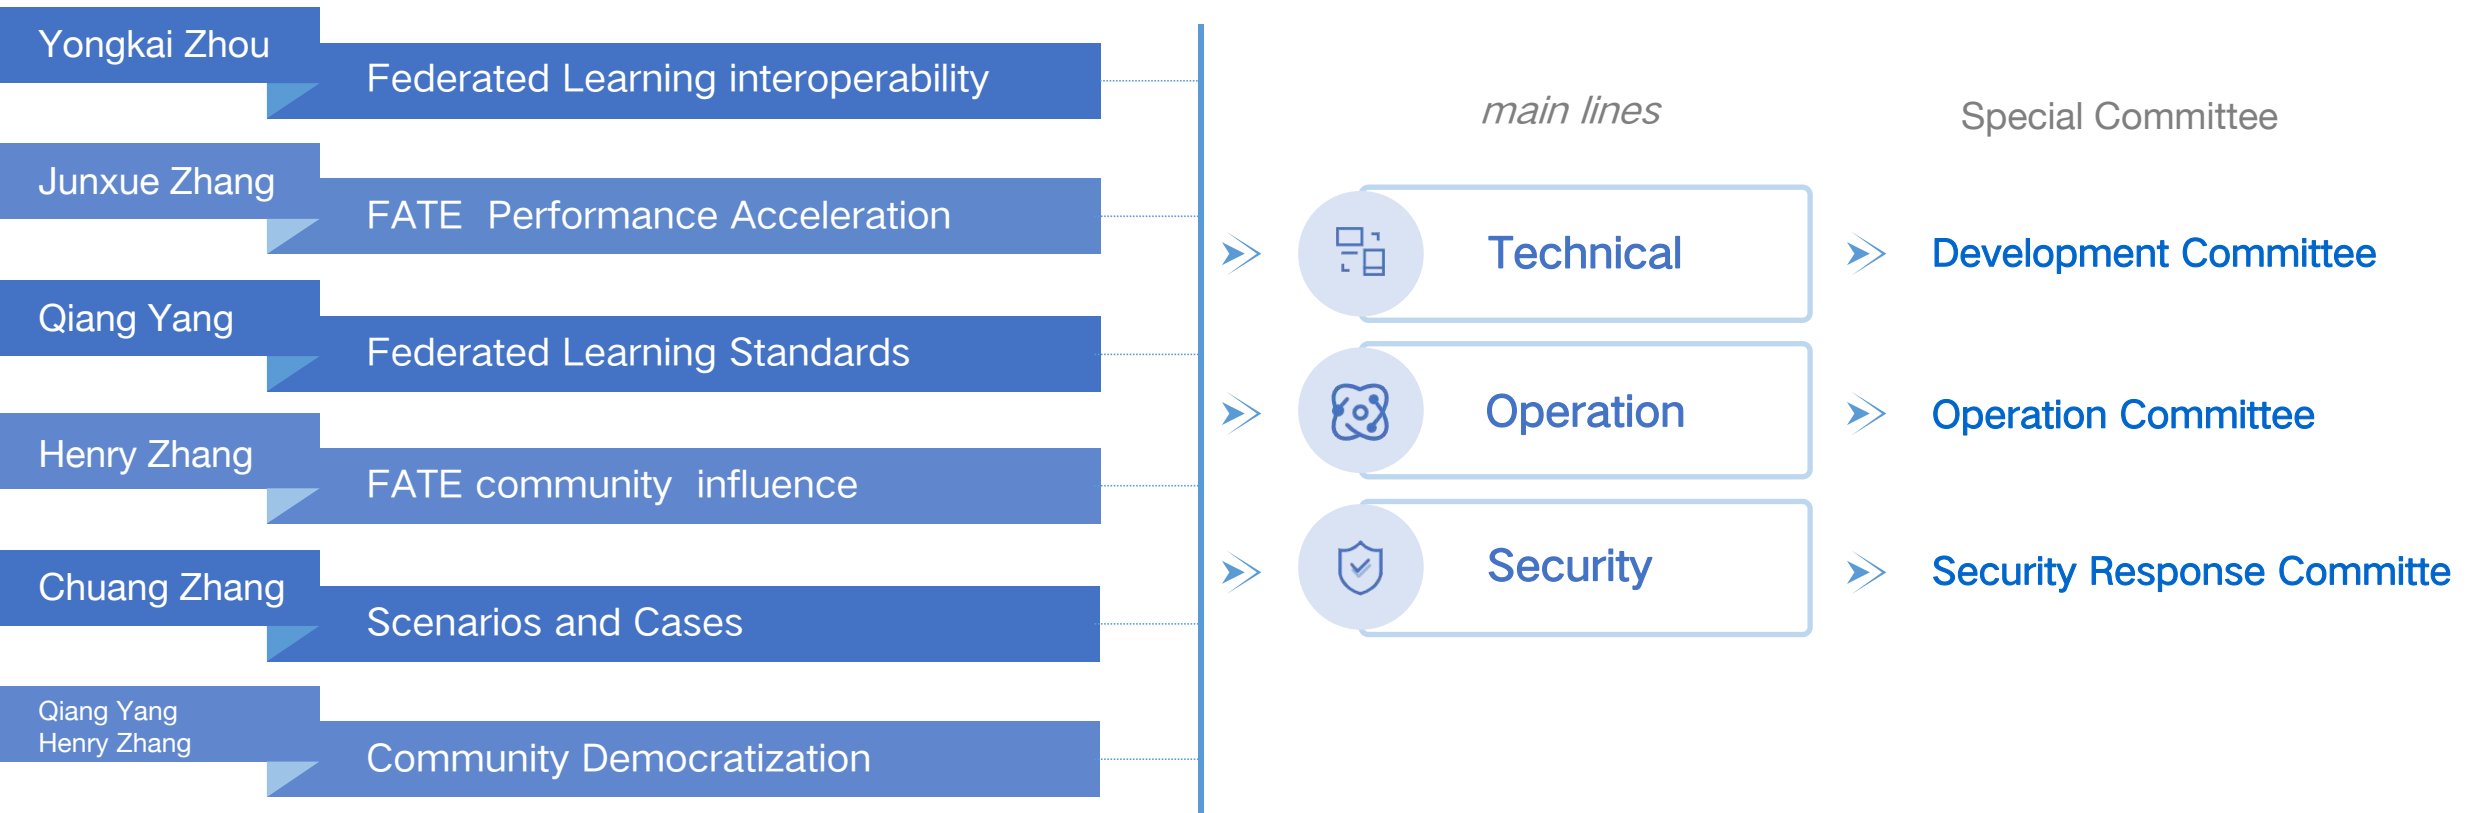 Yongkai Zhou
Federated Learning interoperability
Junxue Zhang
FATE  Performance Acceleration
Qiang Yang
Federated Learning Standards
Henry Zhang
FATE community  influence
Chuang Zhang
Scenarios and Cases
Qiang Yang
Henry Zhang
Community Democratization
main lines
Special Committee
Technical
Development Committee
Operation
Operation Committee
Security
Security Response Committe